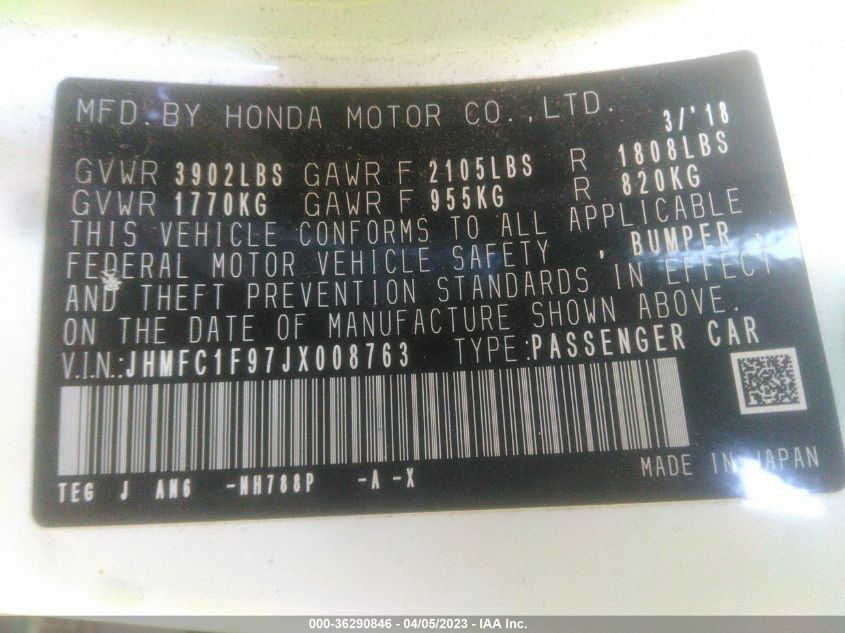 MFD. BY HONDA MOTOR CO., LTD. 3/'18
GVWR 3902LBS GAWR F 2105LBS R 1808LBS
GVWR 1770KG GAWR F 955KG R 820KG
THIS VEHICLE CONFORMS TO ALL APPLICABLE
FEDERAL MOTOR VEHICLE SAFETY , BUMPER ,
AND THEFT PREVENTION STANDARDS IN EFFECT
ON THE DATE OF MANUFACTURE SHOWN ABOVE.
V.I.N.: JHMFC1F97JX008763 TYPE: PASSENGER CAR
MADE IN JAPAN
TEG J AN6 -NH788P -A -X
000-36290846 - 04/05/2023 - IAA Inc.